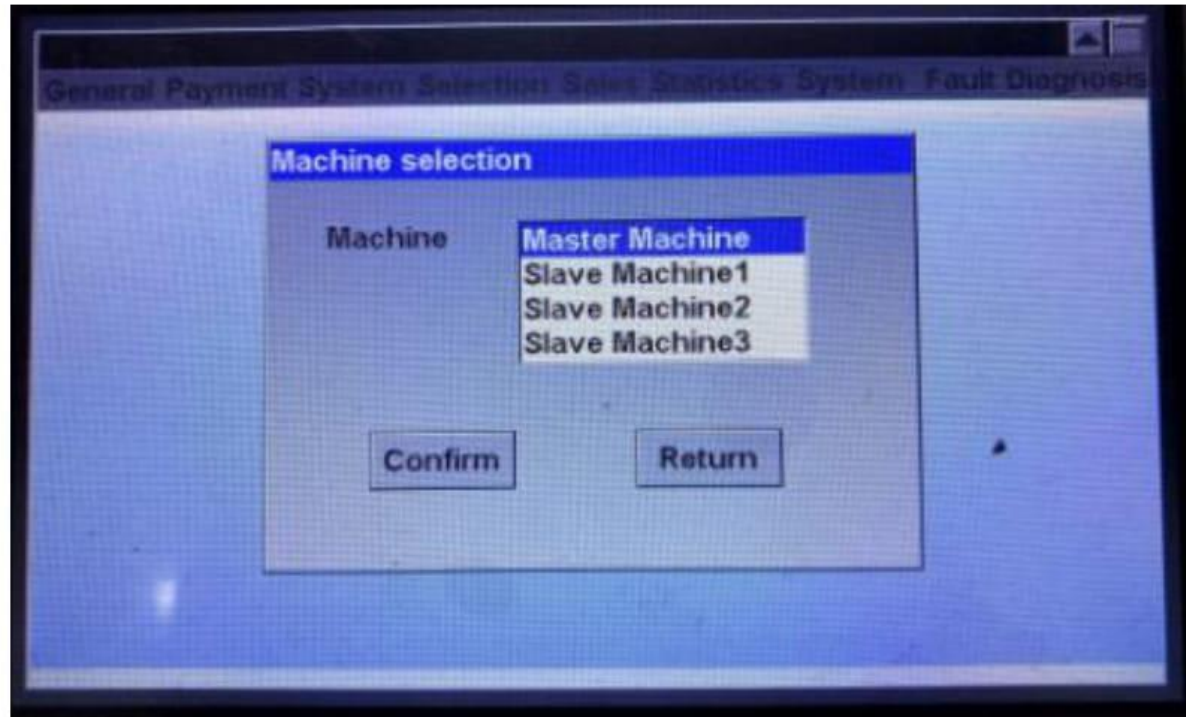 General Payment System Selection Sales Statistics System Fault Diagnosis
Machine selection
Machine
Master Machine
Slave Machine1
Slave Machine2
Slave Machine3
Confirm
Return